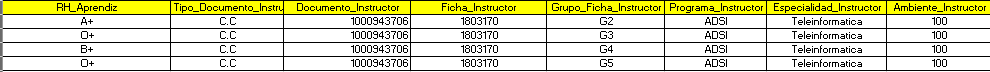 RH_Aprendiz Tipo_Documento_Instru Documento_Instructor Ficha_Instructor Grupo_Ficha_Instructor Programa_Instructor Especialidad_Instructor Ambiente_Instructor
A+ C.C 1000943706 1803170 G2 ADSI Teleinformatica 100
O+ C.C 1000943706 1803170 G3 ADSI Teleinformatica 100
B+ C.C 1000943706 1803170 G4 ADSI Teleinformatica 100
O+ C.C 1000943706 1803170 G5 ADSI Teleinformatica 100